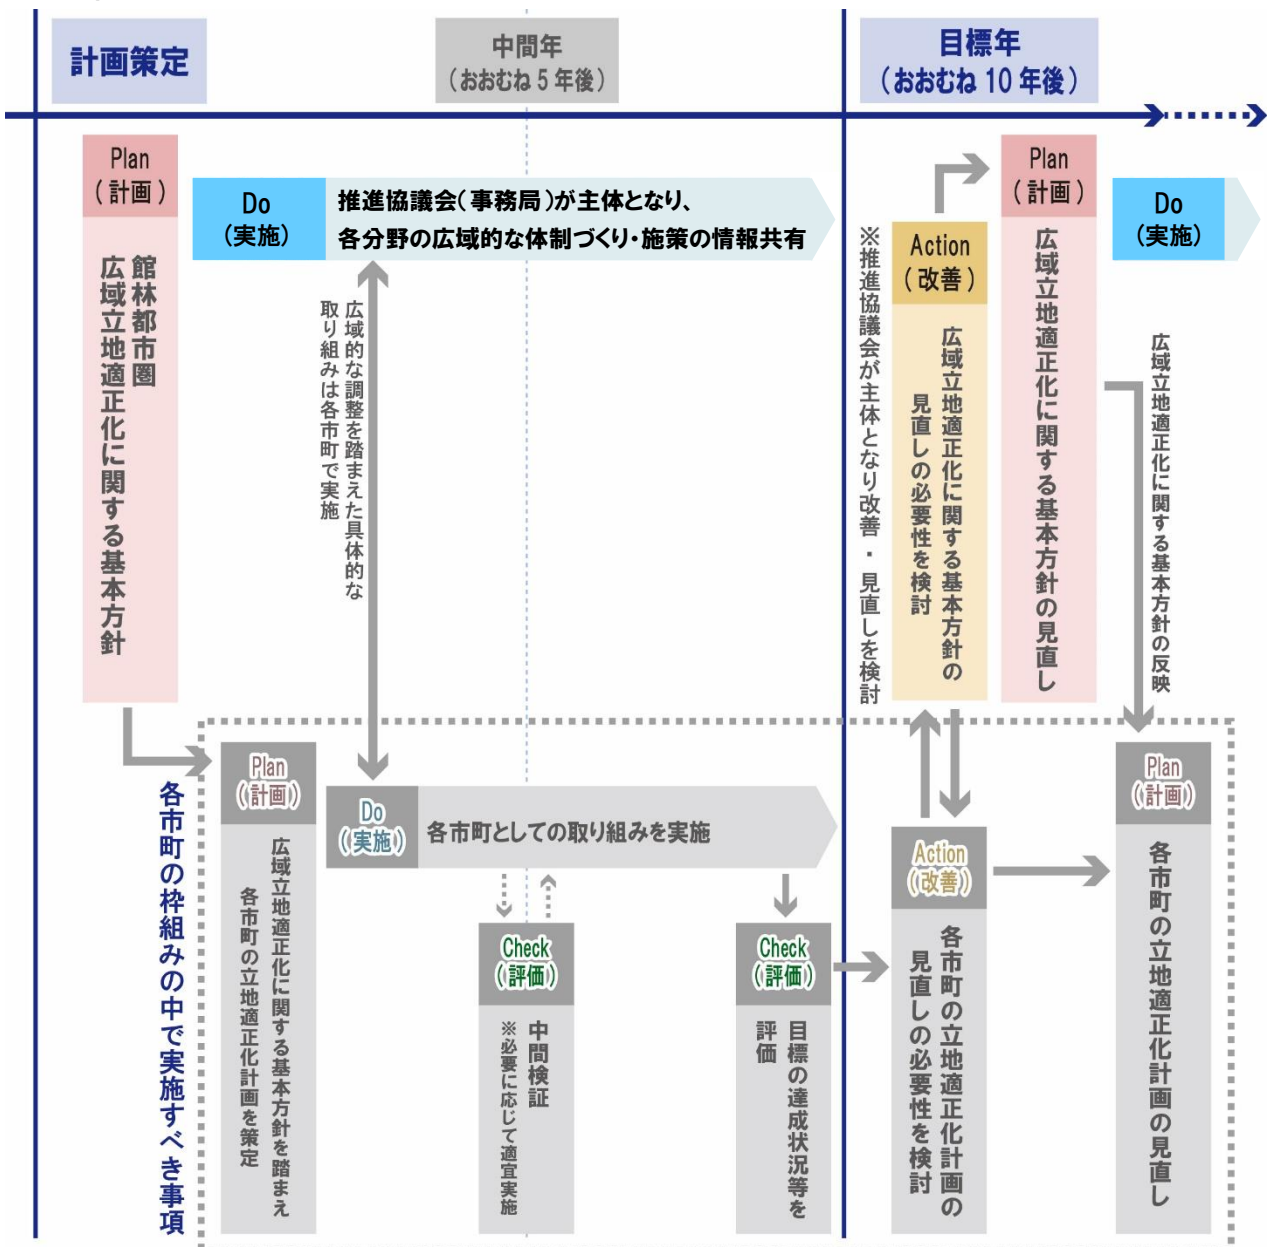 計画策定
中間年
（おおむね 5 年後）
目標年
（おおむね 10 年後）
Plan
（計画）
館林都市圏
広域立地適正化に関する基本方針
Do
（実施）
推進協議会（事務局）が主体となり、
各分野の広域的な体制づくり・施策の情報共有
広域的な調整を踏まえた具体的な
取り組みは各市町で実施
※推進協議会が主体となり改善・見直しを検討
Action
（改善）
広域立地適正化に関する基本方針の
見直しの必要性を検討
Plan
（計画）
広域立地適正化に関する基本方針の見直し
Do
（実施）
広域立地適正化に関する基本方針の反映
各市町の枠組みの中で実施すべき事項
Plan
（計画）
広域立地適正化に関する基本方針を踏まえ
各市町の立地適正化計画を策定
Do
（実施）
各市町としての取り組みを実施
Check
（評価）
中間検証
※必要に応じて適宜実施
Check
（評価）
目標の達成状況等を
評価
Action
（改善）
各市町の立地適正化計画の
見直しの必要性を検討
Plan
（計画）
各市町の立地適正化計画の見直し